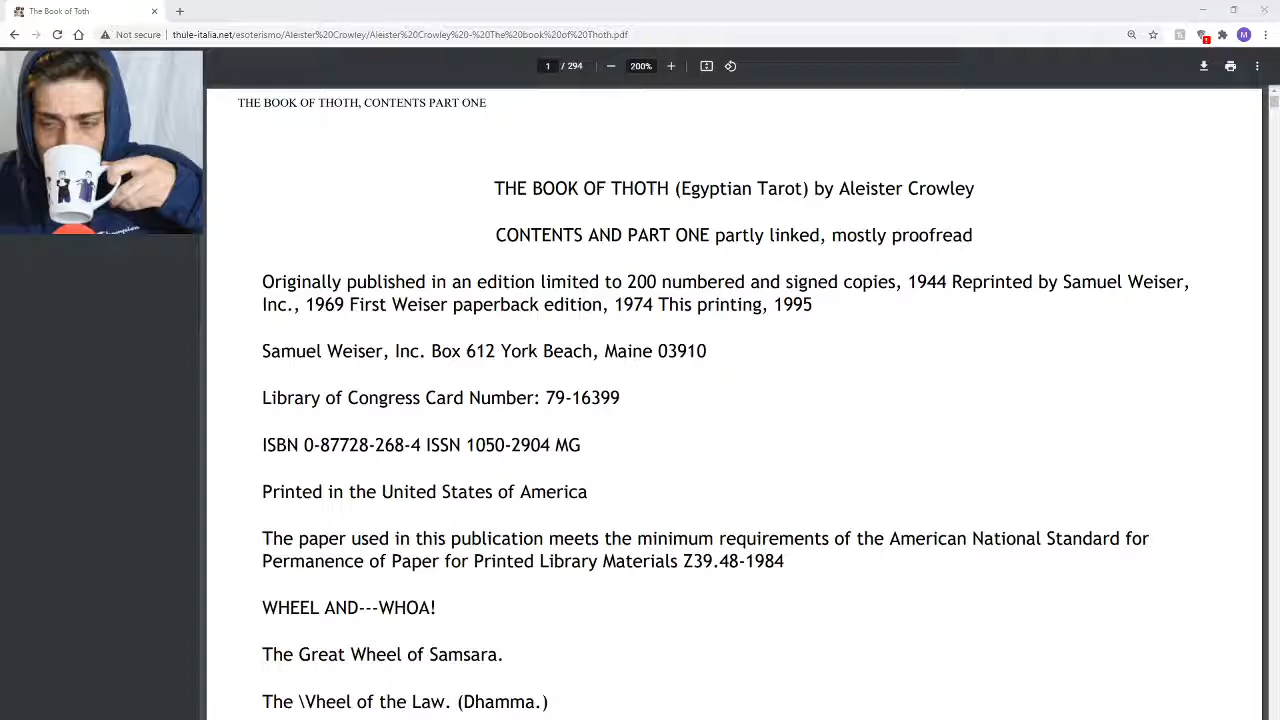 The Book of Toth
Not secure
thule-italia.net/esoterismo/Aleister%20Crowley/Aleister%20Crowley%20-%20The%20book%20of%20Thoth.pdf
M
1 / 294
200%
THE BOOK OF THOTH, CONTENTS PART ONE
THE BOOK OF THOTH (Egyptian Tarot) by Aleister Crowley
CONTENTS AND PART ONE partly linked, mostly proofread
Originally published in an edition limited to 200 numbered and signed copies, 1944 Reprinted by Samuel Weiser,
Inc., 1969 First Weiser paperback edition, 1974 This printing, 1995
Samuel Weiser, Inc. Box 612 York Beach, Maine 03910
Library of Congress Card Number: 79-16399
ISBN 0-87728-268-4 ISSN 1050-2904 MG
Printed in the United States of America
The paper used in this publication meets the minimum requirements of the American National Standard for
Permanence of Paper for Printed Library Materials Z39.48-1984
WHEEL AND---WHOA!
The Great Wheel of Samsara.
The \Vheel of the Law. (Dhamma.)